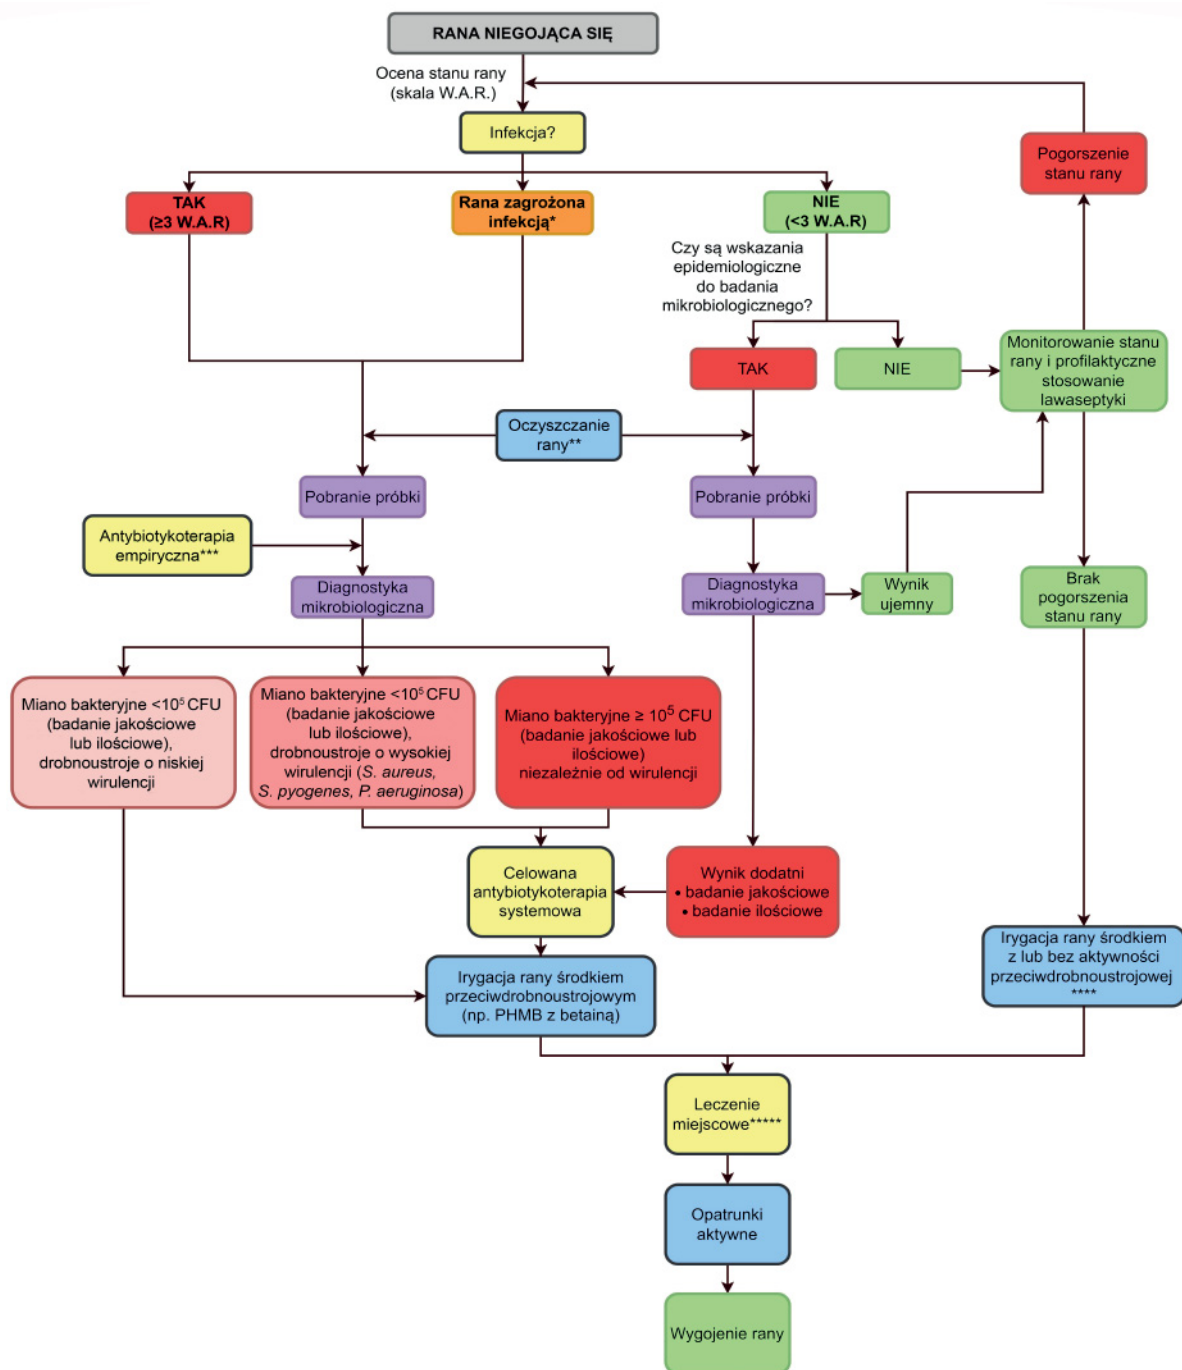 RANA NIEGOJĄCA SIĘ
Ocena stanu rany
(skala W.A.R.)
Infekcja?
Pogorszenie
stanu rany
TAK
(≥3 W.A.R)
Rana zagrożona
infekcją*
NIE
(<3 W.A.R)
Czy są wskazania
epidemiologiczne
do badania
mikrobiologicznego?
TAK
NIE
Monitorowanie stanu
rany i profilaktyczne
stosowanie
lawaseptyki
Oczyszczanie
rany**
Pobranie próbki
Pobranie próbki
Antybiotykoterapia
empiryczna***
Diagnostyka
mikrobiologiczna
Diagnostyka
mikrobiologiczna
Wynik
ujemny
Brak
pogorszenia
stanu rany
Miano bakteryjne <10⁵ CFU
(badanie jakościowe
lub ilościowe),
drobnoustroje o niskiej
wirulencji
Miano bakteryjne <10⁵ CFU
(badanie jakościowe
lub ilościowe),
drobnoustroje o wysokiej
wirulencji (S. aureus,
S. pyogenes, P. aeruginosa)
Miano bakteryjne ≥ 10⁵ CFU
(badanie jakościowe lub
ilościowe)
niezależnie od wirulencji
Celowana
antybiotykoterapia
systemowa
Wynik dodatni
• badanie jakościowe
• badanie ilościowe
Irygacja rany środkiem
z lub bez aktywności
przeciwdrobnoustrojowej
****
Irygacja rany środkiem
przeciwdrobnoustrojowym
(np. PHMB z betainą)
Leczenie
miejscowe*****
Opatrunki
aktywne
Wygojenie rany